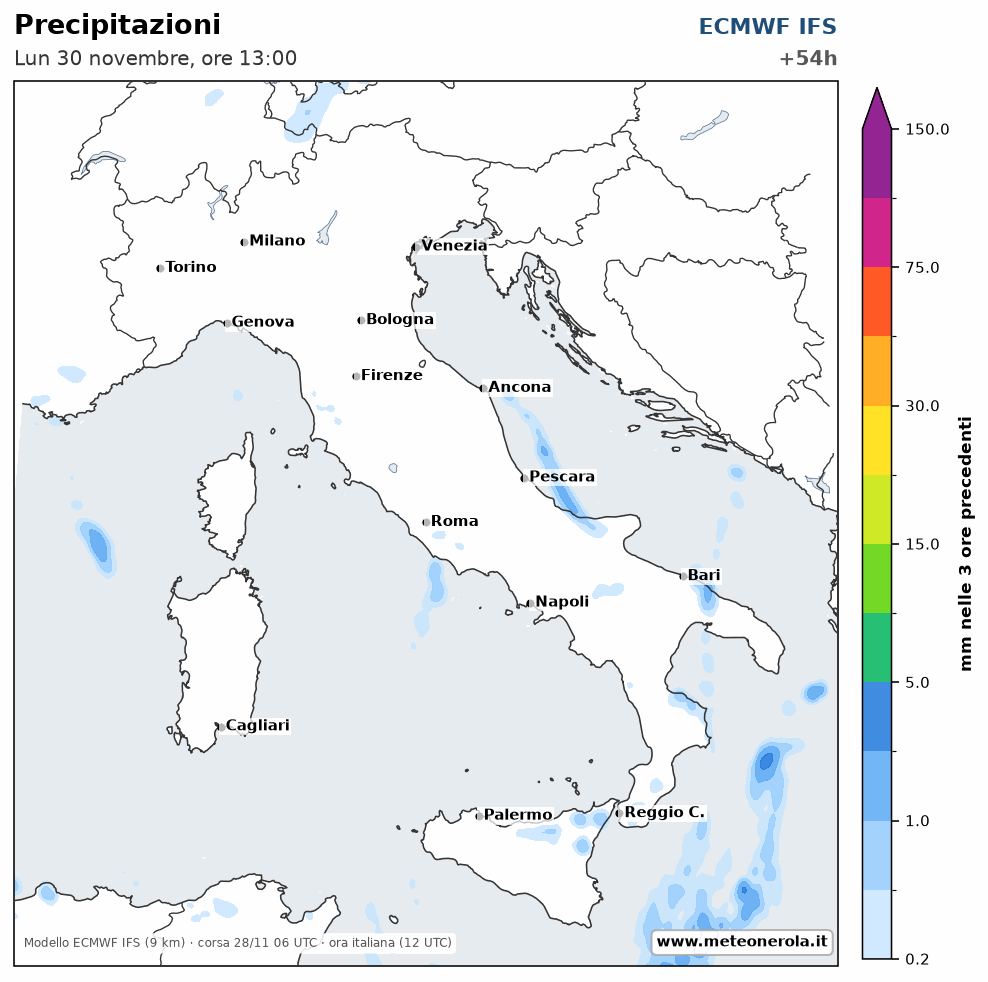 Precipitazioni
ECMWF IFS
Lun 30 novembre, ore 13:00
+54h
150.0
75.0
30.0
15.0
5.0
1.0
0.2
mm nelle 3 ore precedenti
Milano
Venezia
Torino
Genova
Bologna
Firenze
Ancona
Pescara
Roma
Bari
Napoli
Cagliari
Palermo
Reggio C.
Modello ECMWF IFS (9 km) · corsa 28/11 06 UTC · ora italiana (12 UTC)
www.meteonerola.it